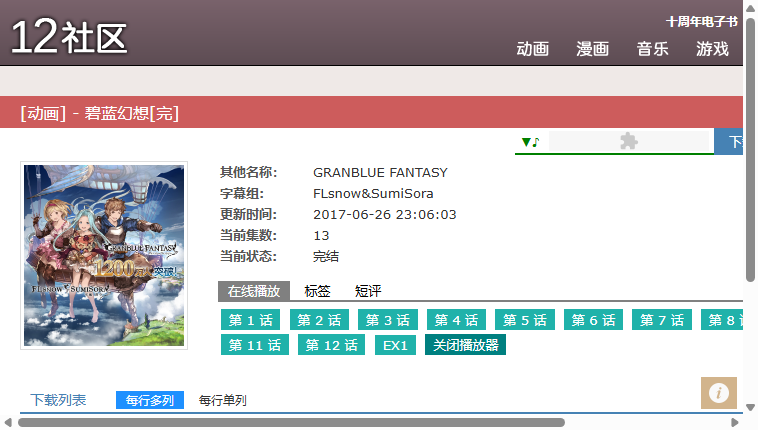 12社区
十周年电子书
动画 漫画 音乐 游戏
[动画] - 碧蓝幻想[完]
▼♪
GRANBLUE FANTASY
1200万人突破!
FLSNOW SUMISORA
其他名称： GRANBLUE FANTASY
字幕组： FLsnow&SumiSora
更新时间： 2017-06-26 23:06:03
当前集数： 13
当前状态： 完结
在线播放 标签 短评
第 1 话 第 2 话 第 3 话 第 4 话 第 5 话 第 6 话 第 7 话 第 8
第 11 话 第 12 话 EX1 关闭播放器
下载列表 每行多列 每行单列